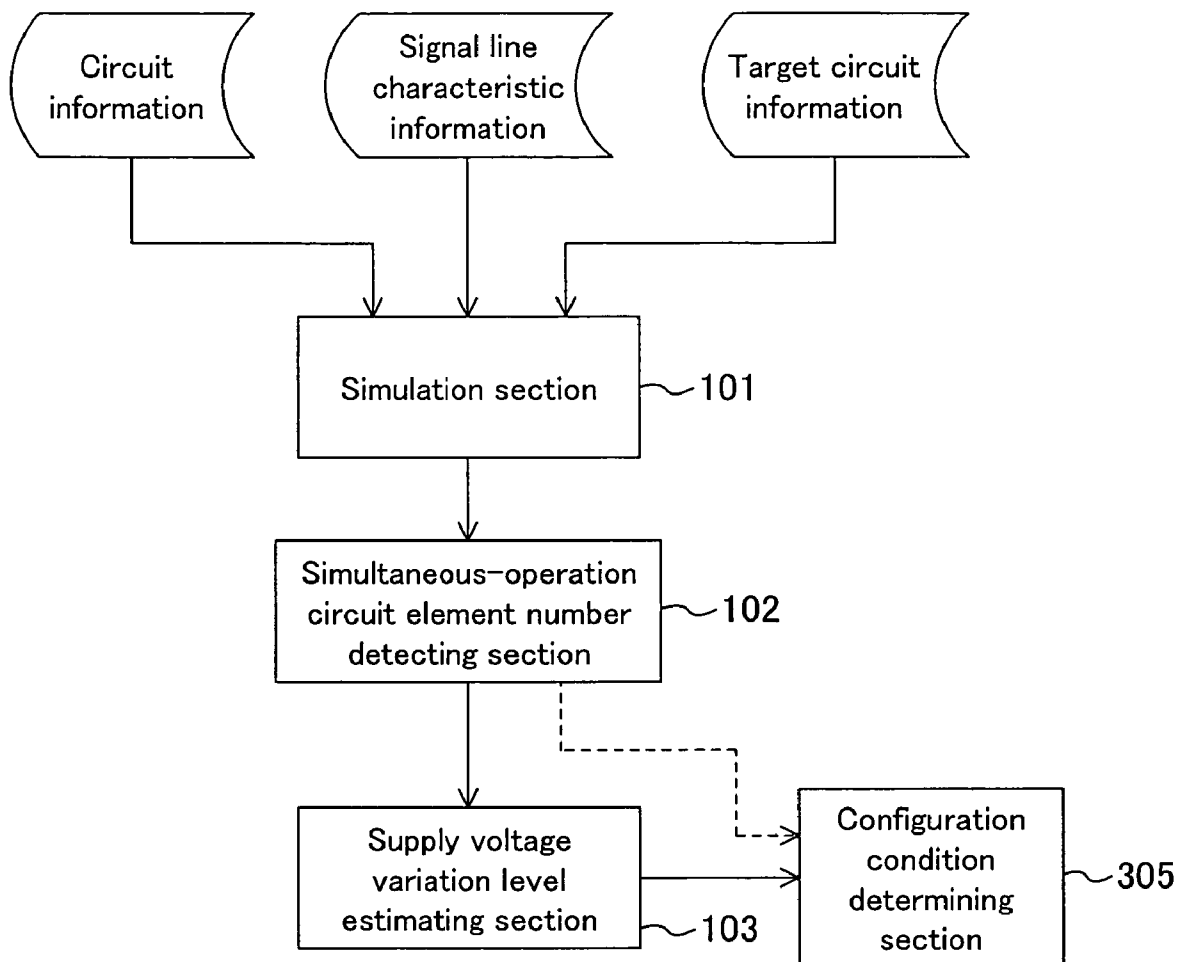 Circuit
information
Signal line
characteristic
information
Target circuit
information
Simulation section
101
Simultaneous-operation
circuit element number
detecting section
102
Supply voltage
variation level
estimating section
103
Configuration
condition
determining
section
305